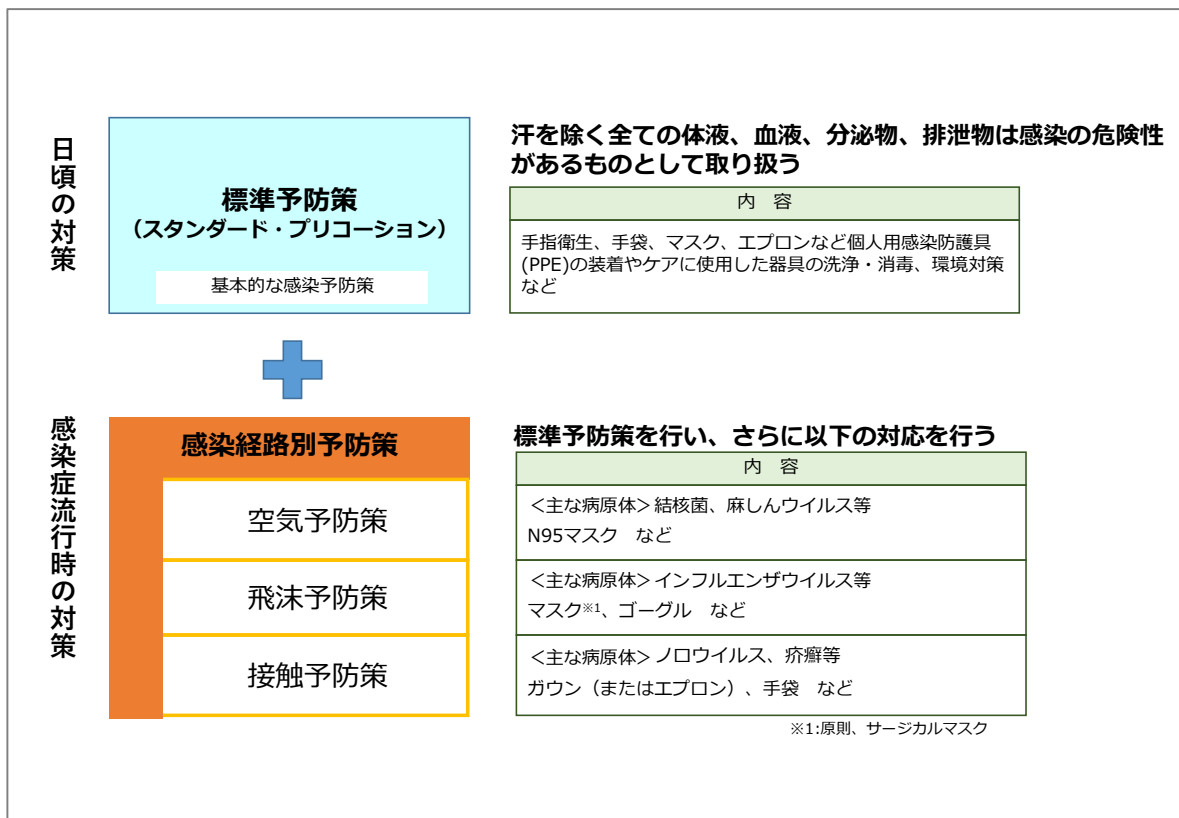 日頃の対策
標準予防策
（スタンダード・プリコーション）
基本的な感染予防策
汗を除く全ての体液、血液、分泌物、排泄物は感染の危険性
があるものとして取り扱う
内　容
手指衛生、手袋、マスク、エプロンなど個人用感染防護具
(PPE)の装着やケアに使用した器具の洗浄・消毒、環境対策
など
感染症流行時の対策
感染経路別予防策
空気予防策
飛沫予防策
接触予防策
標準予防策を行い、さらに以下の対応を行う
内　容
＜主な病原体＞結核菌、麻しんウイルス等
N95マスク　など
＜主な病原体＞インフルエンザウイルス等
マスク※1、ゴーグル　など
＜主な病原体＞ノロウイルス、疥癬等
ガウン（またはエプロン）、手袋　など
※1:原則、サージカルマスク